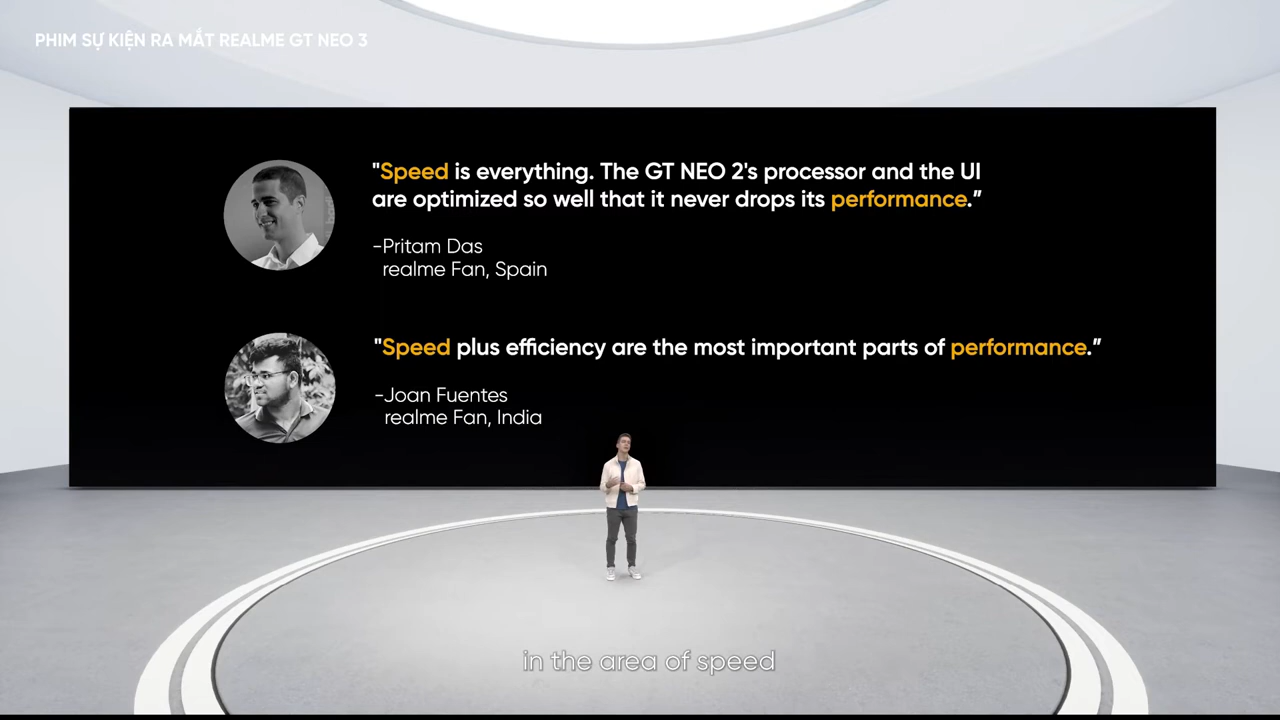 PHIM SỰ KIỆN RA MẮT REALME GT NEO 3
"Speed is everything. The GT NEO 2's processor and the UI
are optimized so well that it never drops its performance.”
-Pritam Das
realme Fan, Spain
"Speed plus efficiency are the most important parts of performance.”
-Joan Fuentes
realme Fan, India
in the area of speed